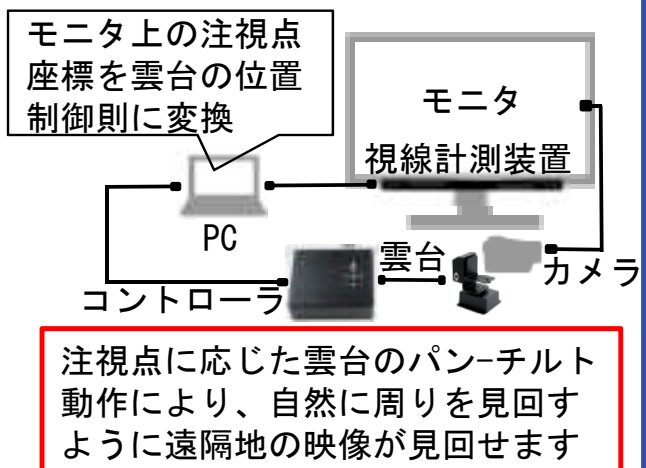 モニタ上の注視点
座標を雲台の位置
制御則に変換
モニタ
視線計測装置
PC
雲台
カメラ
コントローラ
注視点に応じた雲台のパン-チルト
動作により、自然に周りを見回す
ように遠隔地の映像が見回せます